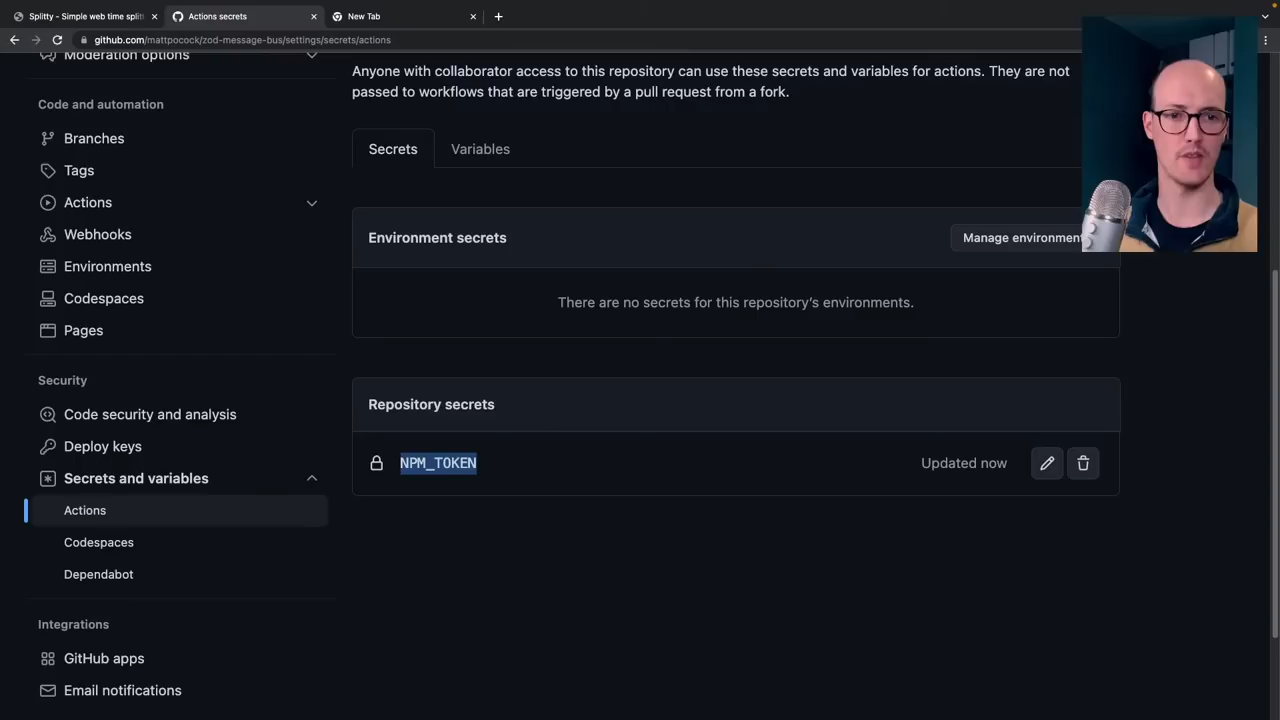 Splitty - Simple web time split
Actions secrets
New Tab
github.com/mattpocock/zod-message-bus/settings/secrets/actions
Moderation options
Code and automation
Branches
Tags
Actions
Webhooks
Environments
Codespaces
Pages
Security
Code security and analysis
Deploy keys
Secrets and variables
Actions
Codespaces
Dependabot
Integrations
GitHub apps
Email notifications
Anyone with collaborator access to this repository can use these secrets and variables for actions. They are not
passed to workflows that are triggered by a pull request from a fork.
Secrets
Variables
Environment secrets
Manage environment
There are no secrets for this repository's environments.
Repository secrets
NPM_TOKEN
Updated now